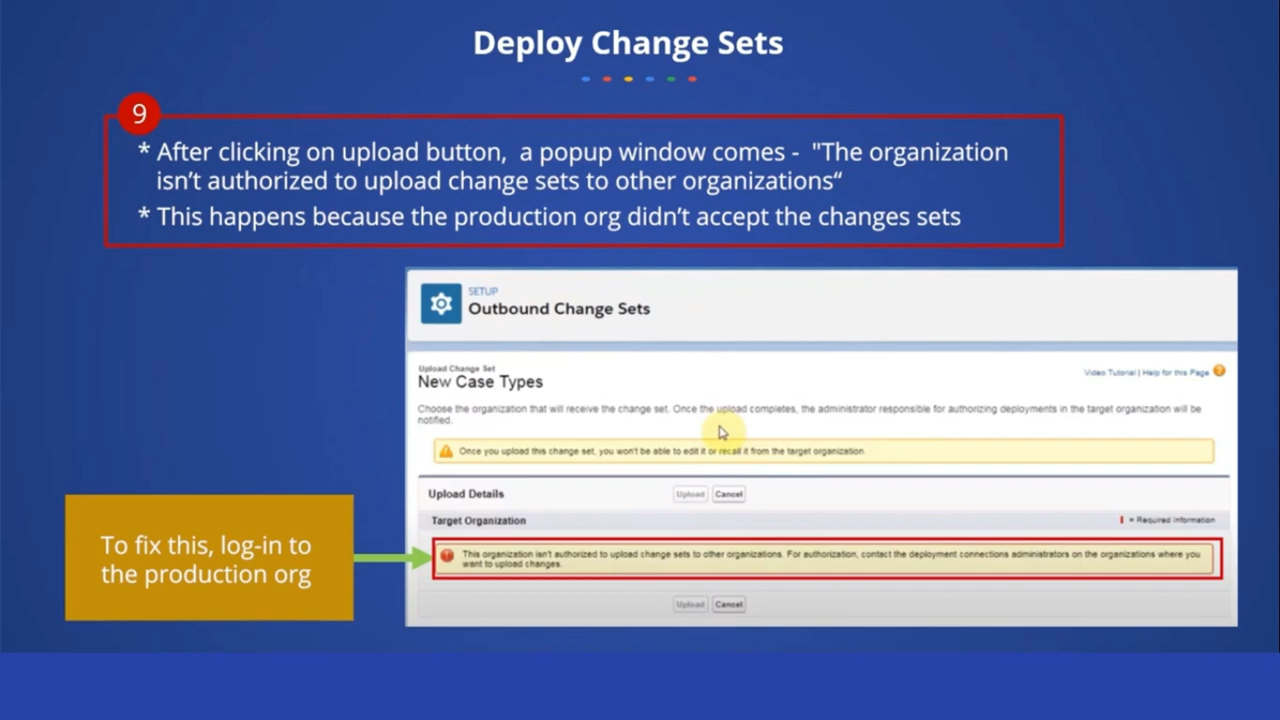 Deploy Change Sets
9
* After clicking on upload button, a popup window comes - "The organization
isn't authorized to upload change sets to other organizations“
* This happens because the production org didn't accept the changes sets
SETUP
Outbound Change Sets
Upload Change Set
New Case Types
Video Tutorial | Help for this Page ?
Choose the organization that will receive the change set. Once the upload completes, the administrator responsible for authorizing deployments in the target organization will be
notified.
Once you upload this change set, you won't be able to edit it or recall it from the target organization.
Upload Details Upload Cancel
Target Organization = Required Information
This organization isn't authorized to upload change sets to other organizations. For authorization, contact the deployment connections administrators on the organizations where you
want to upload changes.
Upload Cancel
To fix this, log-in to
the production org